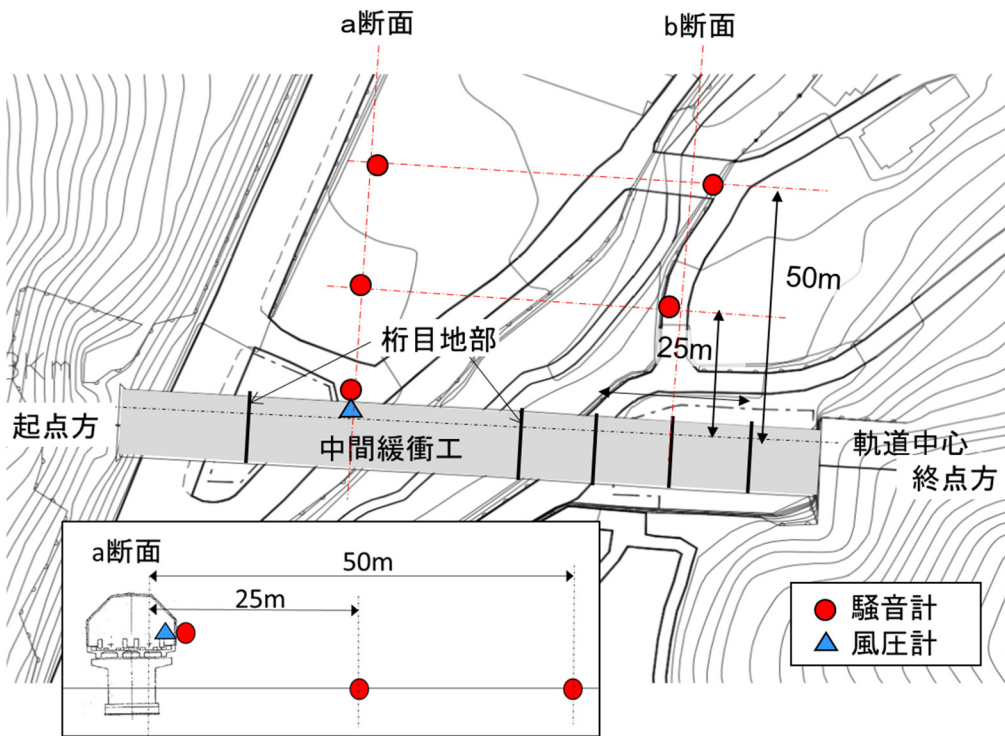 a断面
b断面
50m
25m
桁目地部
起点方
中間緩衝工
軌道中心
終点方
a断面
50m
25m
騒音計
風圧計